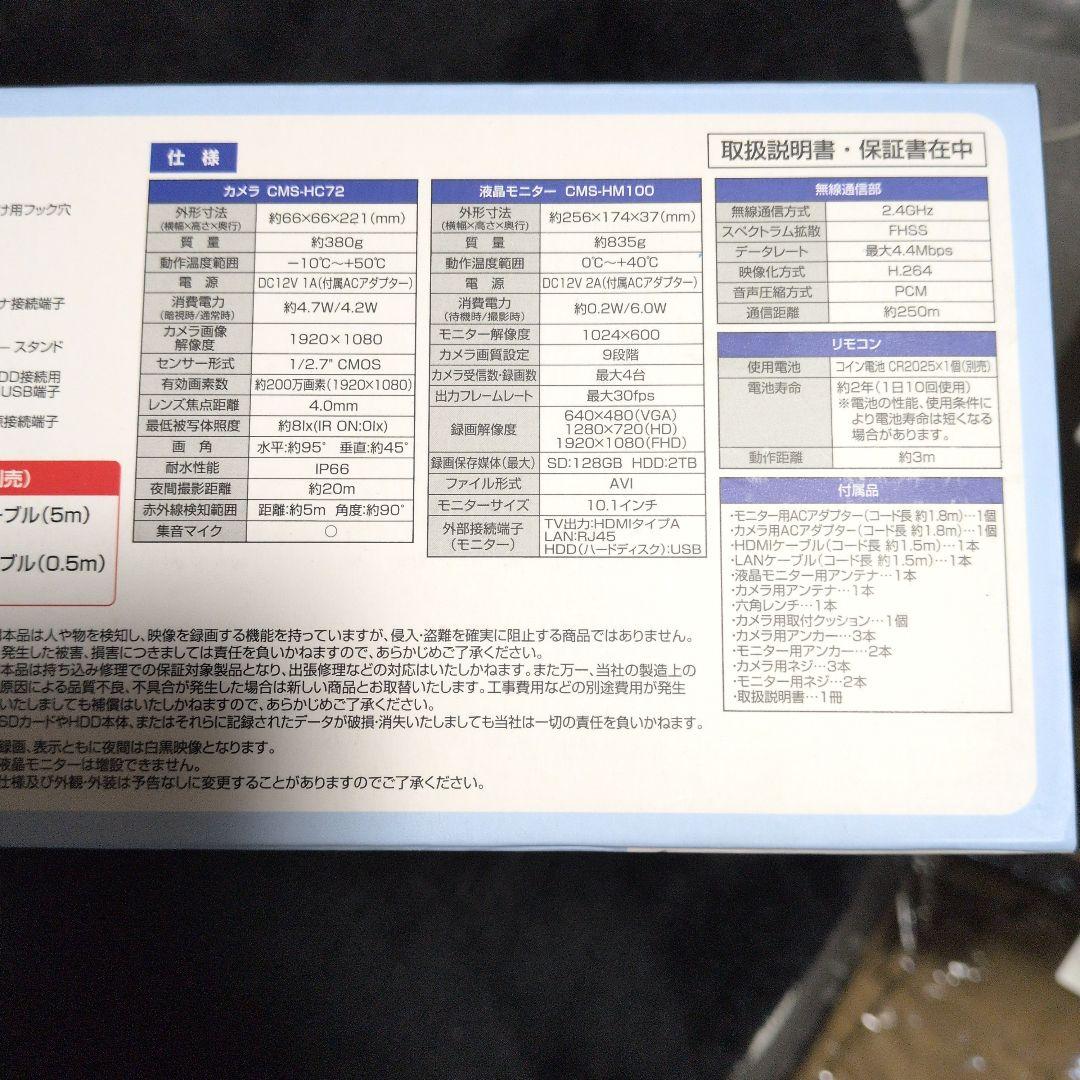 仕様
取扱説明書・保証書在中
け用フック穴
ナ接続端子
ースタンド
DD接続用
USB端子
接続端子
売)
ーブル(5m)
ブル(0.5m)
カメラ CMS-HC72
外形寸法 約66×66×221(mm)
(横幅×高さ×奥行)
質量 約380g
動作温度範囲 −10℃〜+50℃
電源 DC12V 1A(付属ACアダプター)
消費電力 約4.7W/4.2W
(暗視時/通常時)
カメラ画像
解像度 1920×1080
センサー形式 1/2.7" CMOS
有効画素数 約200万画素(1920×1080)
レンズ焦点距離 4.0mm
最低被写体照度 約8lx(IR ON:0lx)
画角 水平:約95° 垂直:約45°
耐水性能 IP66
夜間撮影距離 約20m
赤外線検知範囲 距離:約5m 角度:約90°
集音マイク ○
液晶モニター CMS-HM100
外形寸法 約256×174×37(mm)
(横幅×高さ×奥行)
質量 約835g
動作温度範囲 0℃〜+40℃
電源 DC12V 2A(付属ACアダプター)
消費電力 約0.2W/6.0W
(待機時/撮影時)
モニター解像度 1024×600
カメラ画質設定 9段階
カメラ受信数・録画数 最大4台
出力フレームレート 最大30fps
録画解像度 640×480(VGA)
1280×720(HD)
1920×1080(FHD)
録画保存媒体(最大) SD:128GB HDD:2TB
ファイル形式 AVI
モニターサイズ 10.1インチ
外部接続端子 TV出力:HDMIタイプA
(モニター) LAN:RJ45
HDD(ハードディスク):USB
無線通信部
無線通信方式 2.4GHz
スペクトラム拡散 FHSS
データレート 最大4.4Mbps
映像化方式 H.264
音声圧縮方式 PCM
通信距離 約250m
リモコン
使用電池 コイン電池 CR2025×1個(別売)
電池寿命 約2年(1日10回使用)
※電池の性能、使用条件に
より電池寿命は短くなる
場合があります。
動作距離 約3m
付属品
・モニター用ACアダプター(コード長 約1.8m)…1個
・カメラ用ACアダプター(コード長 約1.8m)…1個
・HDMIケーブル(コード長 約1.5m)…1本
・LANケーブル(コード長 約1.5m)…1本
・液晶モニター用アンテナ…1本
・カメラ用アンテナ…1本
・六角レンチ…1本
・カメラ用取付クッション…1個
・カメラ用アンカー…3本
・モニター用アンカー…2本
・カメラ用ネジ…3本
・モニター用ネジ…2本
・取扱説明書…1冊
本品は人や物を検知し、映像を録画する機能を持っていますが、侵入・盗難を確実に阻止する商品ではありません。
発生した被害、損害につきましては責任を負いかねますので、あらかじめご了承ください。
本品は持ち込み修理での保証対象製品となり、出張修理などの対応はいたしかねます。また万一、当社の製造上の
原因による品質不良、不具合が発生した場合は新しい商品とお取替いたします。工事費用などの別途費用が発生
いたしましても補償はいたしかねますので、あらかじめご了承ください。
SDカードやHDD本体、またはそれらに記録されたデータが破損・消失いたしましても当社は一切の責任を負いかねます。
録画、表示ともに夜間は白黒映像となります。
液晶モニターは増設できません。
仕様及び外観・外装は予告なしに変更することがありますのでご了承ください。